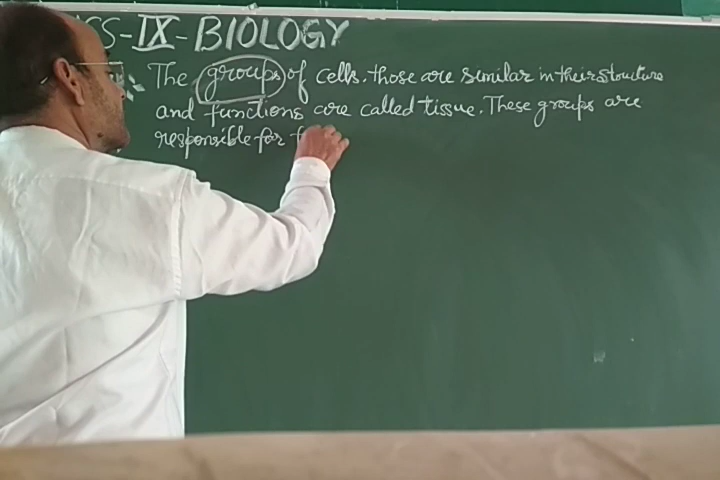 CS-IX-BIOLOGY
The groups of cells. those are similar in their structure
and functions are called tissue. These groups are
responsible for